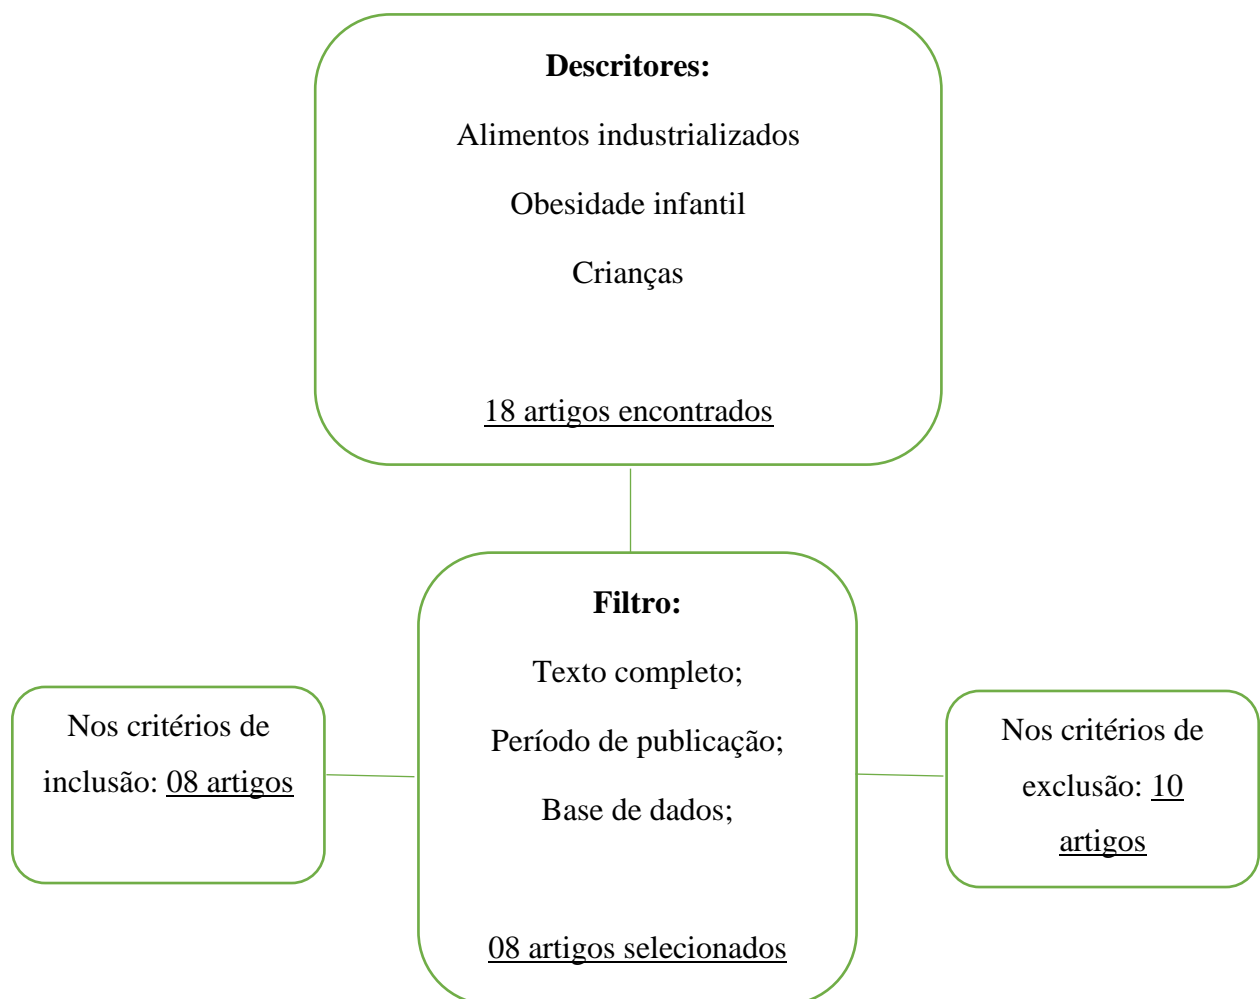 Descritores:
Alimentos industrializados
Obesidade infantil
Crianças
18 artigos encontrados
Filtro:
Texto completo;
Período de publicação;
Base de dados;
08 artigos selecionados
Nos critérios de
inclusão: 08 artigos
Nos critérios de
exclusão: 10
artigos